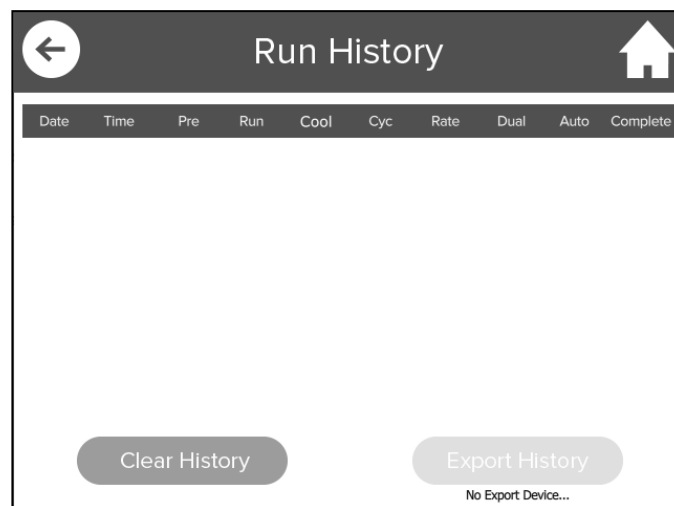 Run History
Date Time Pre Run Cool Cyc Rate Dual Auto Complete
Clear History Export History
No Export Device...